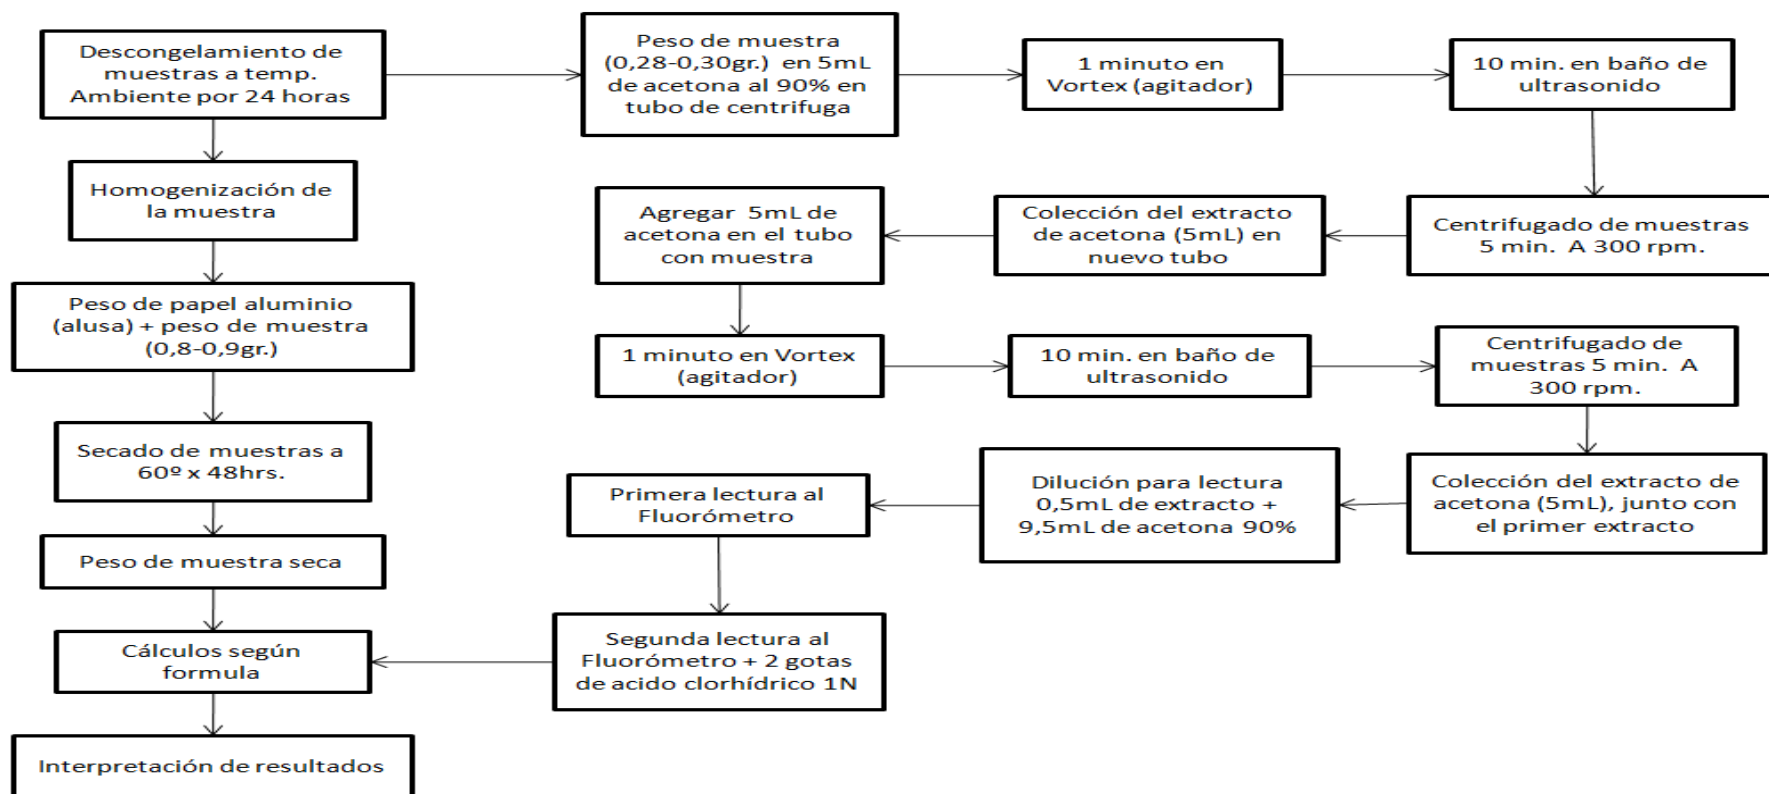 Descongelamiento de
muestras a temp.
Ambiente por 24 horas
Peso de muestra
(0,28-0,30gr.) en 5mL
de acetona al 90% en
tubo de centrifuga
1 minuto en
Vortex (agitador)
10 min. en baño de
ultrasonido
Homogenización de
la muestra
Agregar 5mL de
acetona en el tubo
con muestra
Colección del extracto
de acetona (5mL) en
nuevo tubo
Centrifugado de muestras
5 min. A 300 rpm.
Peso de papel aluminio
(alusa) + peso de muestra
(0,8-0,9gr.)
1 minuto en Vortex
(agitador)
10 min. en baño de
ultrasonido
Centrifugado de
muestras 5 min. A
300 rpm.
Secado de muestras a
60º x 48hrs.
Primera lectura al
Fluorómetro
Dilución para lectura
0,5mL de extracto +
9,5mL de acetona 90%
Colección del extracto de
acetona (5mL), junto con
el primer extracto
Peso de muestra seca
Cálculos según
formula
Segunda lectura al
Fluorómetro + 2 gotas
de acido clorhídrico 1N
Interpretación de resultados